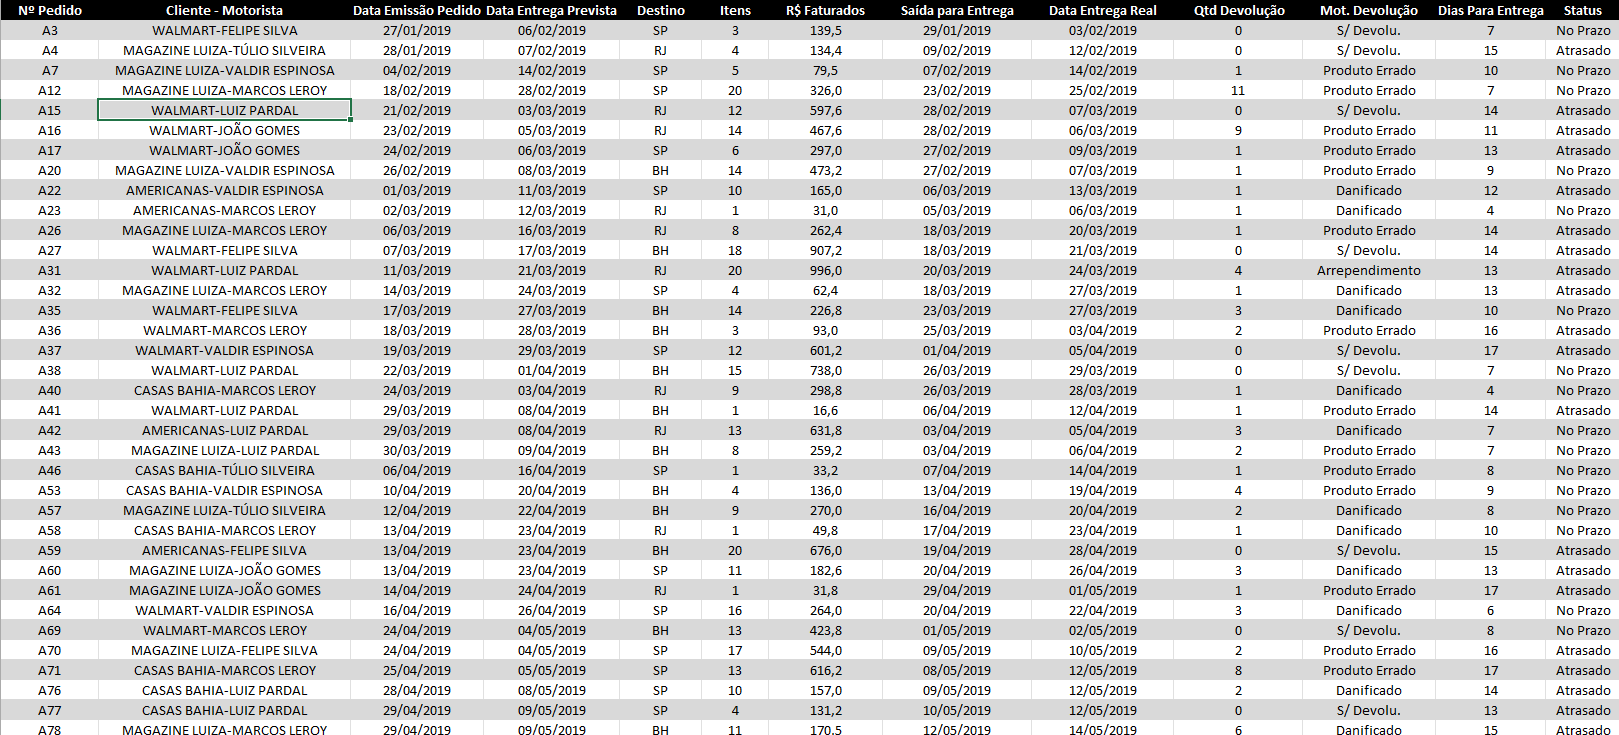 Nº Pedido Cliente - Motorista Data Emissão Pedido Data Entrega Prevista Destino Itens R$ Faturados Saída para Entrega Data Entrega Real Qtd Devolução Mot. Devolução Dias Para Entrega Status
A3 WALMART-FELIPE SILVA 27/01/2019 06/02/2019 SP 3 139,5 29/01/2019 03/02/2019 0 S/ Devolu. 7 No Prazo
A4 MAGAZINE LUIZA-TÚLIO SILVEIRA 28/01/2019 07/02/2019 RJ 4 134,4 09/02/2019 12/02/2019 0 S/ Devolu. 15 Atrasado
A7 MAGAZINE LUIZA-VALDIR ESPINOSA 04/02/2019 14/02/2019 SP 5 79,5 07/02/2019 14/02/2019 1 Produto Errado 10 No Prazo
A12 MAGAZINE LUIZA-MARCOS LEROY 18/02/2019 28/02/2019 SP 20 326,0 23/02/2019 25/02/2019 11 Produto Errado 7 No Prazo
A15 WALMART-LUIZ PARDAL 21/02/2019 03/03/2019 RJ 12 597,6 28/02/2019 07/03/2019 0 S/ Devolu. 14 Atrasado
A16 WALMART-JOÃO GOMES 23/02/2019 05/03/2019 RJ 14 467,6 28/02/2019 06/03/2019 9 Produto Errado 11 Atrasado
A17 WALMART-JOÃO GOMES 24/02/2019 06/03/2019 SP 6 297,0 27/02/2019 09/03/2019 1 Produto Errado 13 Atrasado
A20 MAGAZINE LUIZA-VALDIR ESPINOSA 26/02/2019 08/03/2019 BH 14 473,2 27/02/2019 07/03/2019 1 Produto Errado 9 No Prazo
A22 AMERICANAS-VALDIR ESPINOSA 01/03/2019 11/03/2019 SP 10 165,0 06/03/2019 13/03/2019 1 Danificado 12 Atrasado
A23 AMERICANAS-MARCOS LEROY 02/03/2019 12/03/2019 RJ 1 31,0 05/03/2019 06/03/2019 1 Danificado 4 No Prazo
A26 MAGAZINE LUIZA-MARCOS LEROY 06/03/2019 16/03/2019 RJ 8 262,4 18/03/2019 20/03/2019 1 Produto Errado 14 Atrasado
A27 WALMART-FELIPE SILVA 07/03/2019 17/03/2019 BH 18 907,2 18/03/2019 21/03/2019 0 S/ Devolu. 14 Atrasado
A31 WALMART-LUIZ PARDAL 11/03/2019 21/03/2019 RJ 20 996,0 20/03/2019 24/03/2019 4 Arrependimento 13 Atrasado
A32 MAGAZINE LUIZA-MARCOS LEROY 14/03/2019 24/03/2019 SP 4 62,4 18/03/2019 27/03/2019 1 Danificado 13 Atrasado
A35 WALMART-FELIPE SILVA 17/03/2019 27/03/2019 BH 14 226,8 23/03/2019 27/03/2019 3 Danificado 10 No Prazo
A36 WALMART-MARCOS LEROY 18/03/2019 28/03/2019 BH 3 93,0 25/03/2019 03/04/2019 2 Produto Errado 16 Atrasado
A37 WALMART-VALDIR ESPINOSA 19/03/2019 29/03/2019 SP 12 601,2 01/04/2019 05/04/2019 0 S/ Devolu. 17 Atrasado
A38 WALMART-LUIZ PARDAL 22/03/2019 01/04/2019 BH 15 738,0 26/03/2019 29/03/2019 0 S/ Devolu. 7 No Prazo
A40 CASAS BAHIA-MARCOS LEROY 24/03/2019 03/04/2019 RJ 9 298,8 26/03/2019 28/03/2019 1 Danificado 4 No Prazo
A41 WALMART-LUIZ PARDAL 29/03/2019 08/04/2019 BH 1 16,6 06/04/2019 12/04/2019 1 Produto Errado 14 Atrasado
A42 AMERICANAS-LUIZ PARDAL 29/03/2019 08/04/2019 RJ 13 631,8 03/04/2019 05/04/2019 3 Danificado 7 No Prazo
A43 MAGAZINE LUIZA-LUIZ PARDAL 30/03/2019 09/04/2019 BH 8 259,2 03/04/2019 06/04/2019 2 Produto Errado 7 No Prazo
A46 CASAS BAHIA-TÚLIO SILVEIRA 06/04/2019 16/04/2019 SP 1 33,2 07/04/2019 14/04/2019 1 Produto Errado 8 No Prazo
A53 CASAS BAHIA-VALDIR ESPINOSA 10/04/2019 20/04/2019 BH 4 136,0 13/04/2019 19/04/2019 4 Produto Errado 9 No Prazo
A57 MAGAZINE LUIZA-TÚLIO SILVEIRA 12/04/2019 22/04/2019 BH 9 270,0 16/04/2019 20/04/2019 2 Danificado 8 No Prazo
A58 CASAS BAHIA-MARCOS LEROY 13/04/2019 23/04/2019 RJ 1 49,8 17/04/2019 23/04/2019 1 Danificado 10 No Prazo
A59 AMERICANAS-FELIPE SILVA 13/04/2019 23/04/2019 BH 20 676,0 19/04/2019 28/04/2019 0 S/ Devolu. 15 Atrasado
A60 MAGAZINE LUIZA-JOÃO GOMES 13/04/2019 23/04/2019 SP 11 182,6 20/04/2019 26/04/2019 3 Danificado 13 Atrasado
A61 MAGAZINE LUIZA-JOÃO GOMES 14/04/2019 24/04/2019 RJ 1 31,8 29/04/2019 01/05/2019 1 Produto Errado 17 Atrasado
A64 WALMART-VALDIR ESPINOSA 16/04/2019 26/04/2019 SP 16 264,0 20/04/2019 22/04/2019 3 Danificado 6 No Prazo
A69 WALMART-MARCOS LEROY 24/04/2019 04/05/2019 BH 13 423,8 01/05/2019 02/05/2019 0 S/ Devolu. 8 No Prazo
A70 MAGAZINE LUIZA-FELIPE SILVA 24/04/2019 04/05/2019 SP 17 544,0 09/05/2019 10/05/2019 2 Produto Errado 16 Atrasado
A71 CASAS BAHIA-MARCOS LEROY 25/04/2019 05/05/2019 SP 13 616,2 08/05/2019 12/05/2019 8 Produto Errado 17 Atrasado
A76 CASAS BAHIA-LUIZ PARDAL 28/04/2019 08/05/2019 SP 10 157,0 09/05/2019 12/05/2019 2 Danificado 14 Atrasado
A77 CASAS BAHIA-LUIZ PARDAL 29/04/2019 09/05/2019 SP 4 131,2 10/05/2019 12/05/2019 0 S/ Devolu. 13 Atrasado
A78 MAGAZINE LUIZA-MARCOS LEROY 29/04/2019 09/05/2019 BH 11 170,5 12/05/2019 14/05/2019 6 Danificado 15 Atrasado